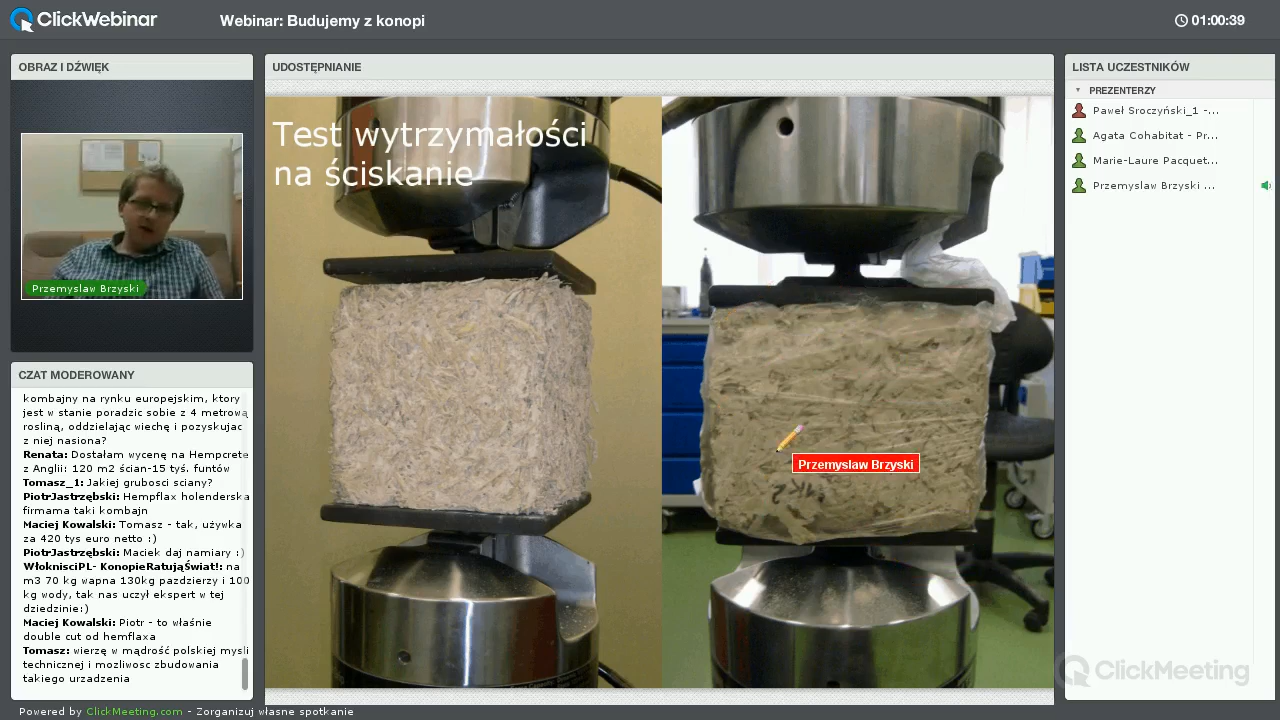 ClickWebinar
Webinar: Budujemy z konopi
01:00:39
OBRAZ I DŹWIĘK
Przemyslaw Brzyski
CZAT MODEROWANY
kombajny na rynku europejskim, ktory
jest w stanie poradzic sobie z 4 metrową
rosliną, oddzielając wiechę i pozyskujac
z niej nasiona?
Renata: Dostałam wycenę na Hempcrete
z Anglii: 120 m2 ścian15 tyś. funtów
Tomasz_1: Jakiej grubosci sciany?
PiotrJastrzębski: Hempflax holenderska
firmama taki kombajn
Maciej Kowalski: Tomasz - tak, używka
za 420 tys euro netto :)
PiotrJastrzębski: Maciek daj namiary :)
WłoknisciPL- KonopieRatująŚwiat!: na
m3 70 kg wapna 130kg pazdzierzy i 100
kg wody, tak nas uczył ekspert w tej
dziedzinie:)
Maciej Kowalski: Piotr - to właśnie
double cut od hemflaxa
Tomasz: wierzę w mądrość polskiej mysli
technicznej i mozliwosc zbudowania
takiego urzadzenia
UDOSTĘPNIANIE
Test wytrzymałości
na ściskanie
Przemyslaw Brzyski
LISTA UCZESTNIKÓW
PREZENTERZY
Paweł Sroczyński_1 -...
Agata Cohabitat - Pr...
Marie-Laure Pacquet...
Przemyslaw Brzyski ...
ClickMeeting
Powered by ClickMeeting.com - Zorganizuj własne spotkanie